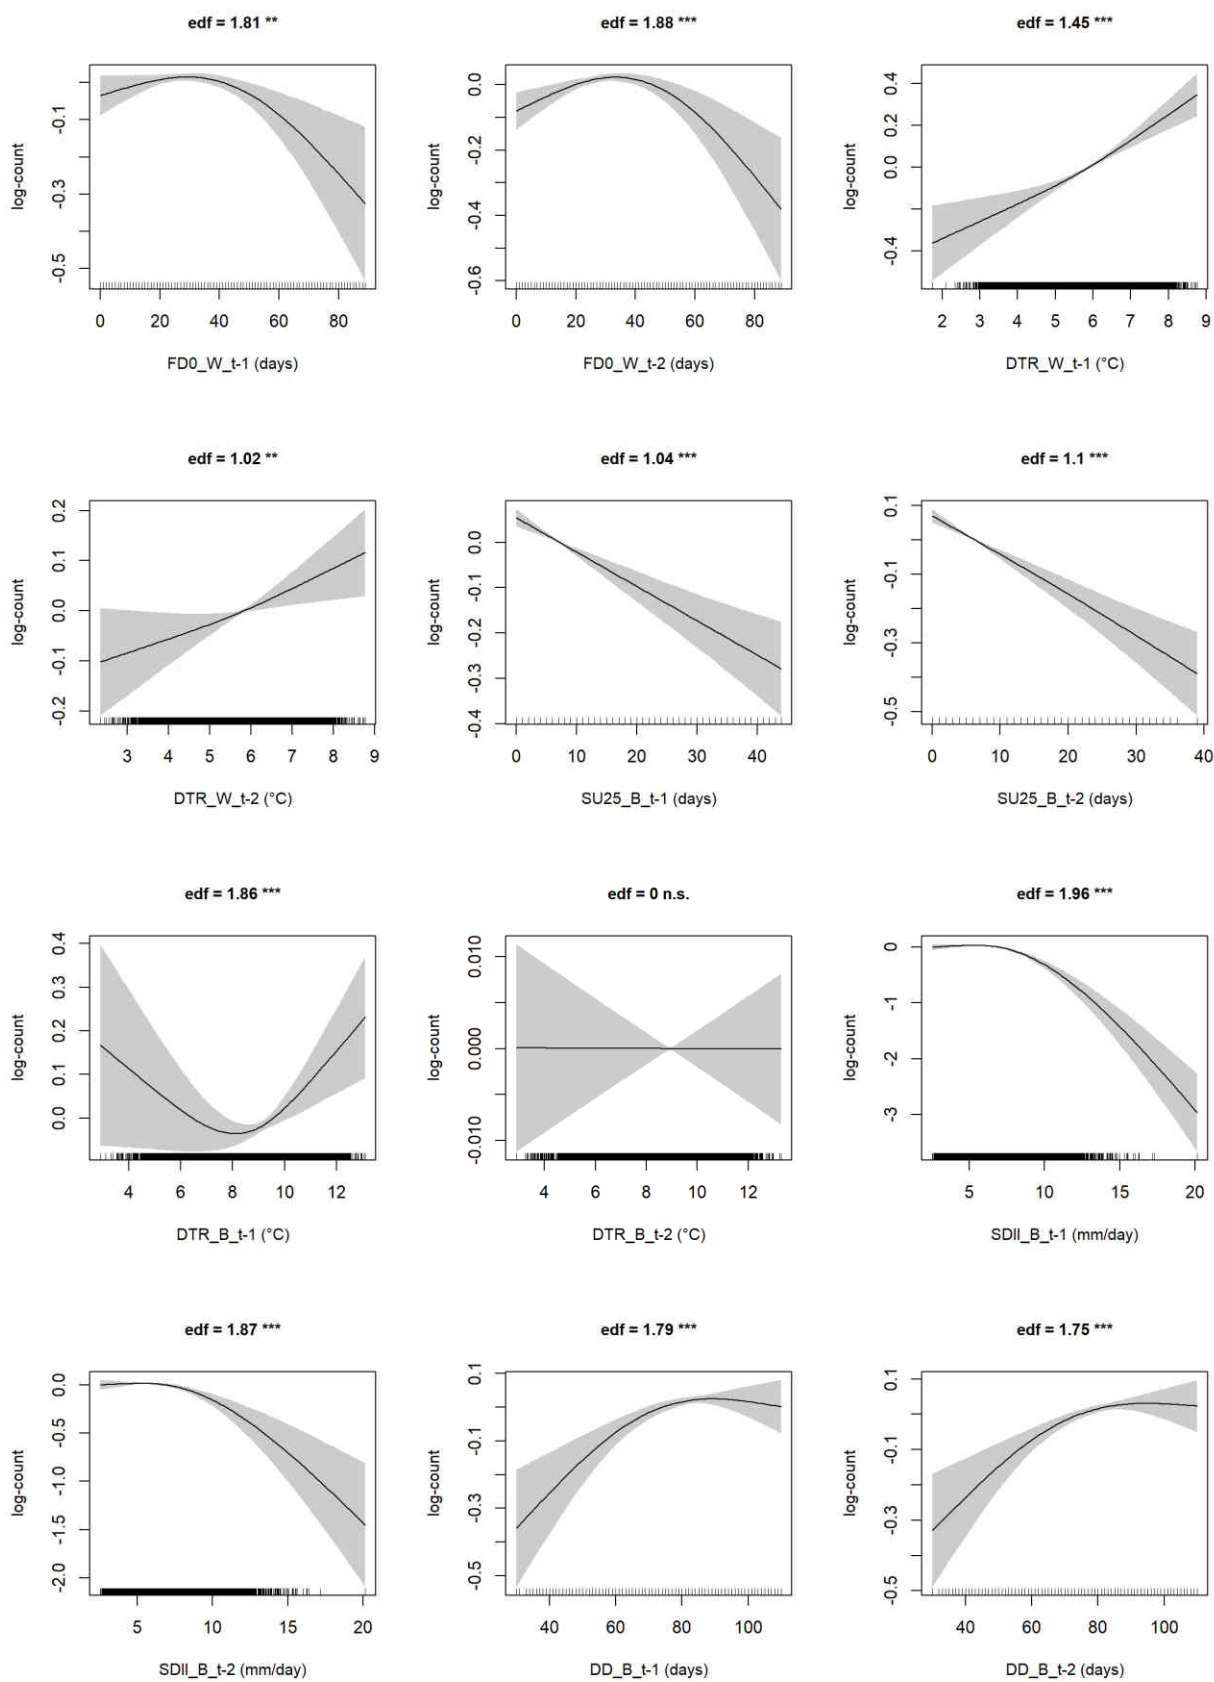 edf = 1.81 **
edf = 1.88 ***
edf = 1.45 ***
log-count
-0.1
-0.3
-0.5
0 20 40 60 80
FD0_W_t-1 (days)
log-count
0.0
-0.2
-0.4
-0.6
0 20 40 60 80
FD0_W_t-2 (days)
log-count
0.4
0.2
0.0
-0.4
2 3 4 5 6 7 8 9
DTR_W_t-1 (°C)
edf = 1.02 **
edf = 1.04 ***
edf = 1.1 ***
log-count
0.2
0.1
0.0
-0.1
-0.2
3 4 5 6 7 8 9
DTR_W_t-2 (°C)
log-count
0.0
-0.1
-0.2
-0.3
-0.4
0 10 20 30 40
SU25_B_t-1 (days)
log-count
0.1
-0.1
-0.3
-0.5
0 10 20 30 40
SU25_B_t-2 (days)
edf = 1.86 ***
edf = 0 n.s.
edf = 1.96 ***
log-count
0.4
0.3
0.2
0.1
0.0
4 6 8 10 12
DTR_B_t-1 (°C)
log-count
0.010
0.000
-0.010
4 6 8 10 12
DTR_B_t-2 (°C)
log-count
0
-1
-2
-3
5 10 15 20
SDII_B_t-1 (mm/day)
edf = 1.87 ***
edf = 1.79 ***
edf = 1.75 ***
log-count
0.0
-0.5
-1.0
-1.5
-2.0
5 10 15 20
SDII_B_t-2 (mm/day)
log-count
0.1
-0.1
-0.3
-0.5
40 60 80 100
DD_B_t-1 (days)
log-count
0.1
-0.1
-0.3
-0.5
40 60 80 100
DD_B_t-2 (days)